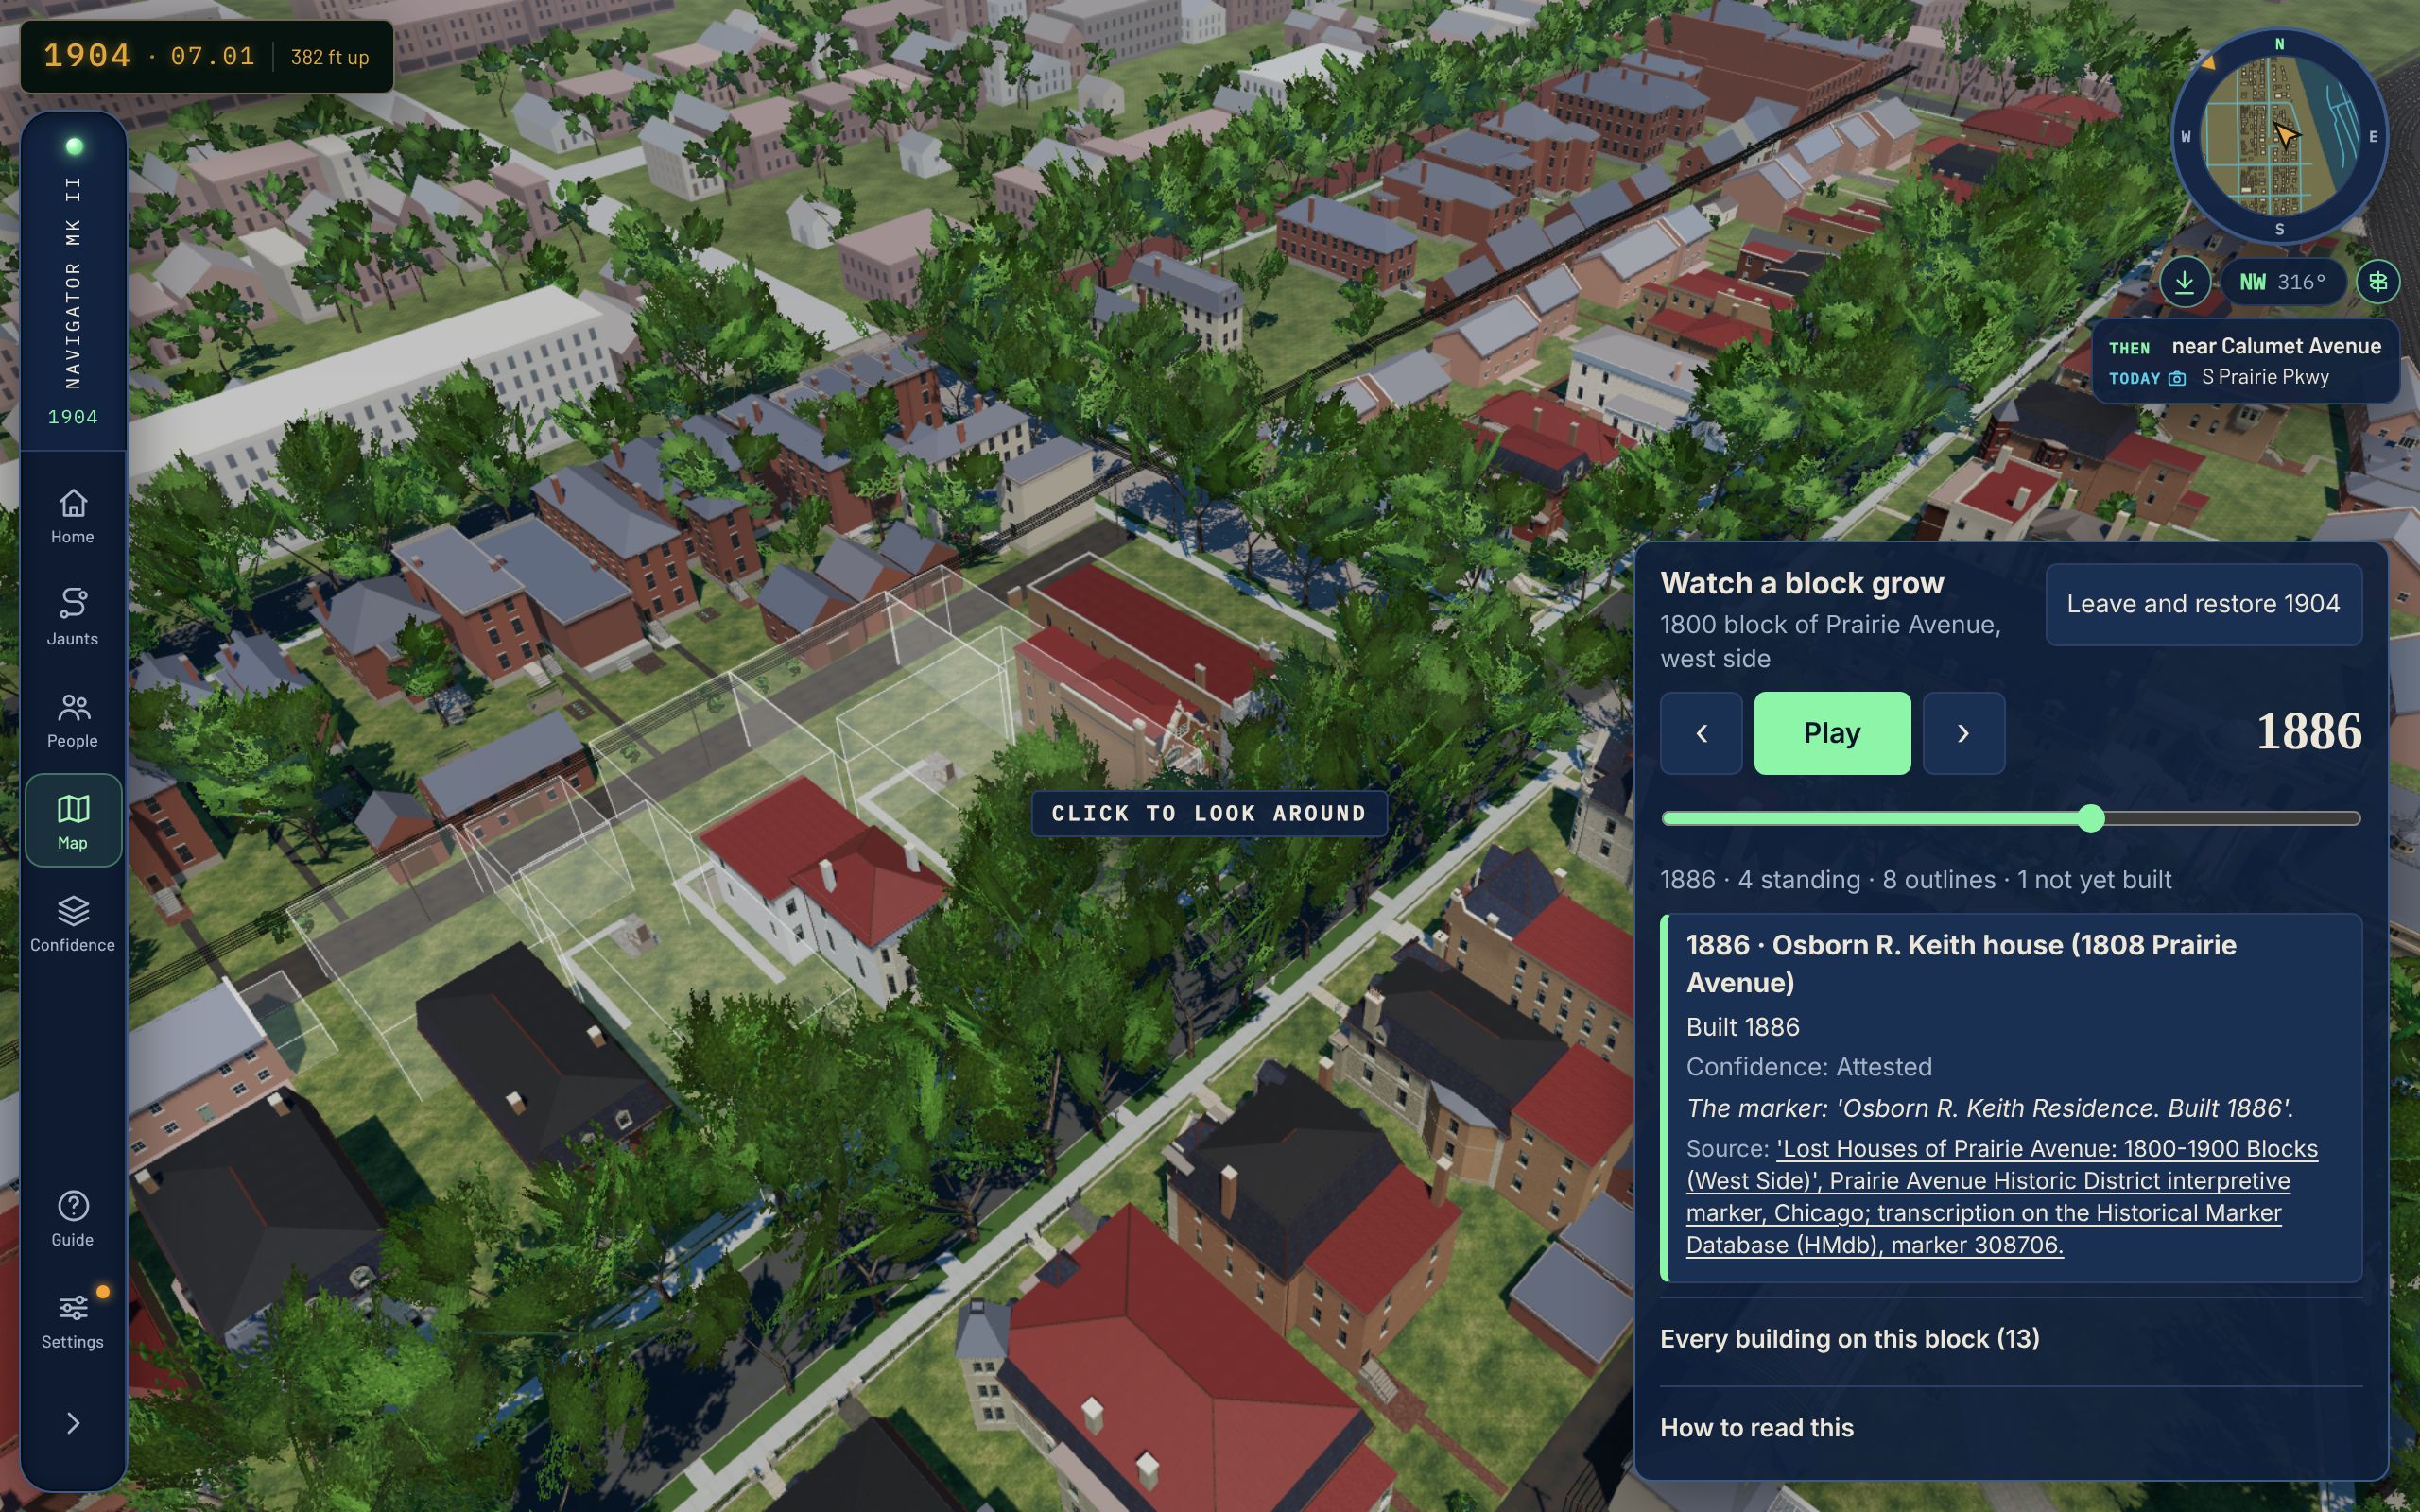 1904 · 07.01 382 ft up
NAVIGATOR MK II
1904
Home
Jaunts
People
Map
Confidence
Guide
Settings
N
W
E
S
NW 316°
THEN near Calumet Avenue
TODAY S Prairie Pkwy
CLICK TO LOOK AROUND
Watch a block grow
1800 block of Prairie Avenue,
west side
Leave and restore 1904
‹ Play ›
1886
1886 · 4 standing · 8 outlines · 1 not yet built
1886 · Osborn R. Keith house (1808 Prairie
Avenue)
Built 1886
Confidence: Attested
The marker: 'Osborn R. Keith Residence. Built 1886'.
Source: 'Lost Houses of Prairie Avenue: 1800-1900 Blocks
(West Side)', Prairie Avenue Historic District interpretive
marker, Chicago; transcription on the Historical Marker
Database (HMdb), marker 308706.
Every building on this block (13)
How to read this